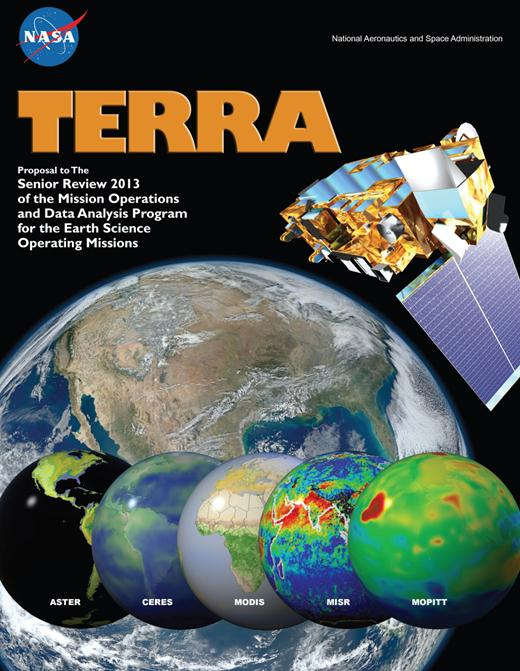 NASA
National Aeronautics and Space Administration
TERRA
Proposal to The
Senior Review 2013
of the Mission Operations
and Data Analysis Program
for the Earth Science
Operating Missions
ASTER
CERES
MODIS
MISR
MOPITT